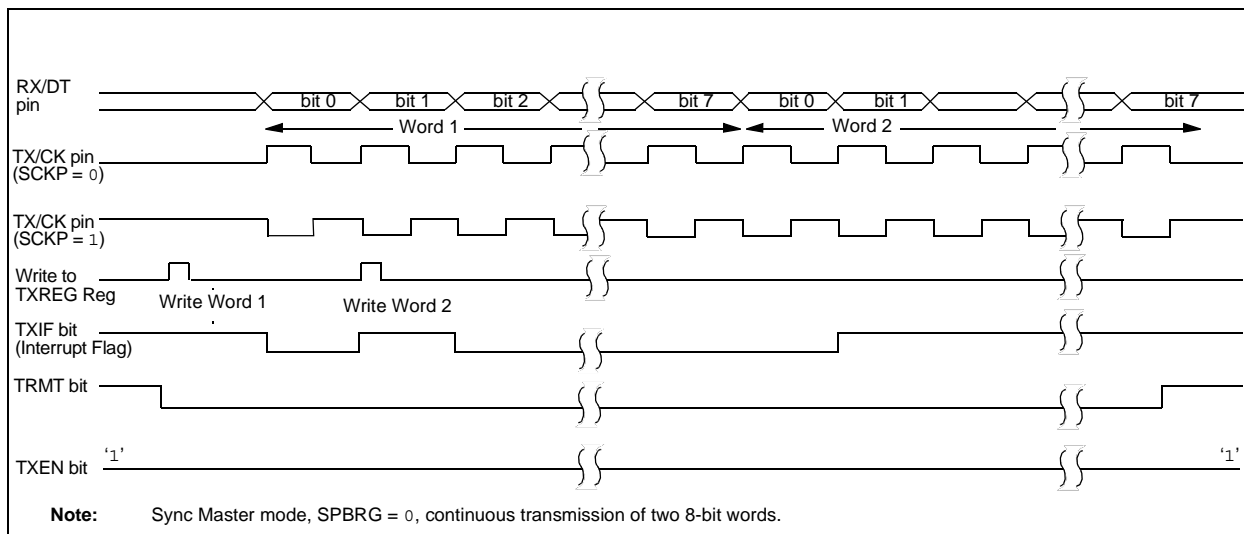 RX/DT
pin
bit 0 bit 1 bit 2 bit 7 bit 0 bit 1 bit 7
Word 1 Word 2
TX/CK pin
(SCKP = 0)
TX/CK pin
(SCKP = 1)
Write to
TXREG Reg
Write Word 1 Write Word 2
TXIF bit
(Interrupt Flag)
TRMT bit
TXEN bit
‘1’ ‘1’
Note: Sync Master mode, SPBRG = 0, continuous transmission of two 8-bit words.